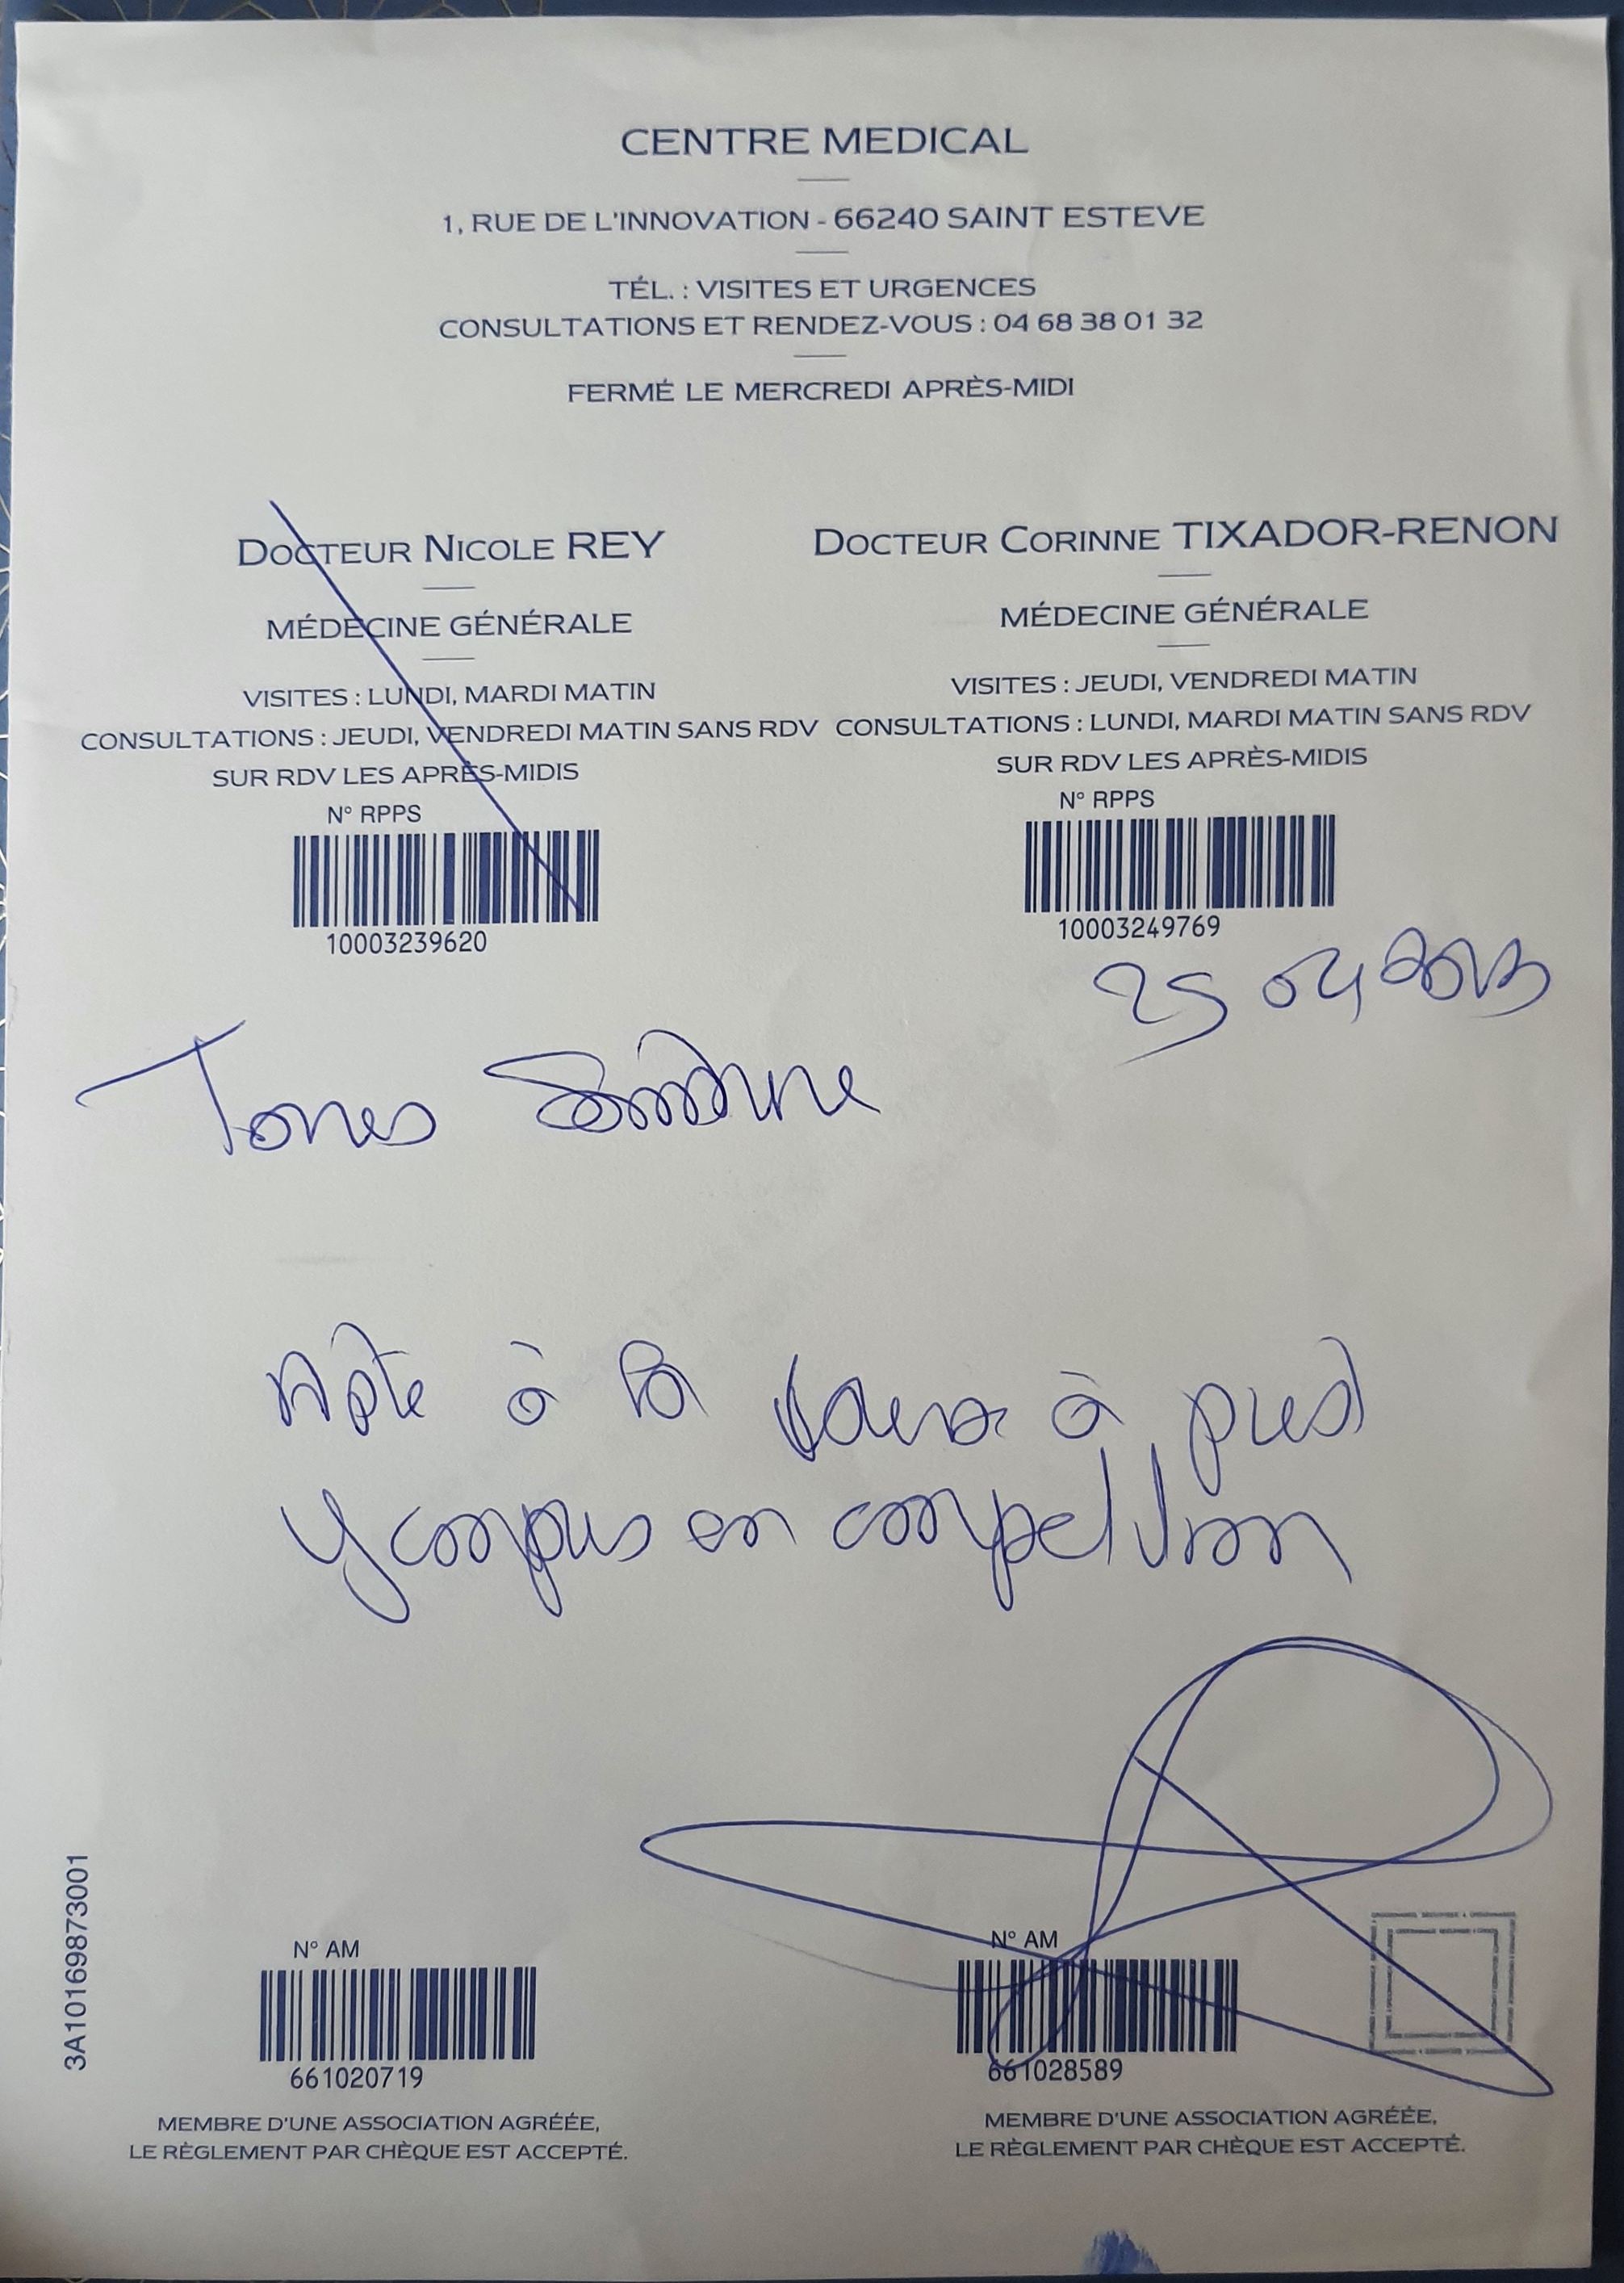 CENTRE MEDICAL
1, RUE DE L'INNOVATION - 66240 SAINT ESTEVE
TÉL. : VISITES ET URGENCES
CONSULTATIONS ET RENDEZ-VOUS : 04 68 38 01 32
FERMÉ LE MERCREDI APRÈS-MIDI
DOCTEUR NICOLE REY
MÉDECINE GÉNÉRALE
VISITES : LUNDI, MARDI MATIN
CONSULTATIONS : JEUDI, VENDREDI MATIN SANS RDV
SUR RDV LES APRÈS-MIDIS
N° RPPS
10003239620
DOCTEUR CORINNE TIXADOR-RENON
MÉDECINE GÉNÉRALE
VISITES : JEUDI, VENDREDI MATIN
CONSULTATIONS : LUNDI, MARDI MATIN SANS RDV
SUR RDV LES APRÈS-MIDIS
N° RPPS
10003249769
25 04
Torres
Apte à la à pied
y compris en competition
3A10169873001
N° AM
661020719
MEMBRE D'UNE ASSOCIATION AGRÉÉE,
LE RÈGLEMENT PAR CHÈQUE EST ACCEPTÉ.
N° AM
661028589
MEMBRE D'UNE ASSOCIATION AGRÉÉE,
LE RÈGLEMENT PAR CHÈQUE EST ACCEPTÉ.